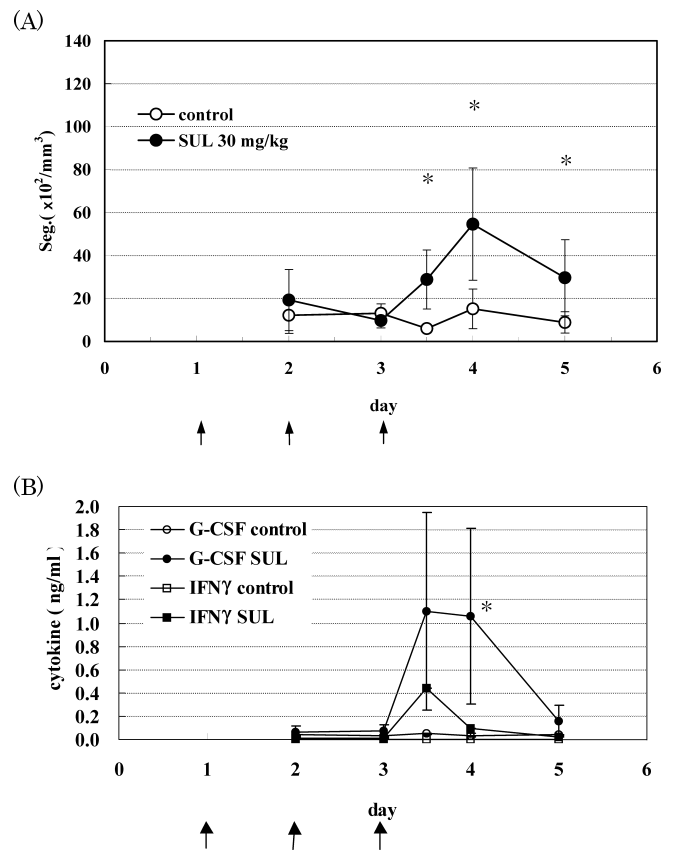 (A)
140
120
100
80
60
40
20
0
Seg.( x10²/mm³)
control
SUL 30 mg/kg
*
*
*
0 1 2 3 4 5 6
day
(B)
2.0
1.8
1.6
1.4
1.2
1.0
0.8
0.6
0.4
0.2
0.0
cytokine ( ng/ml )
G-CSF control
G-CSF SUL
IFNγ control
IFNγ SUL
*
0 1 2 3 4 5 6
day